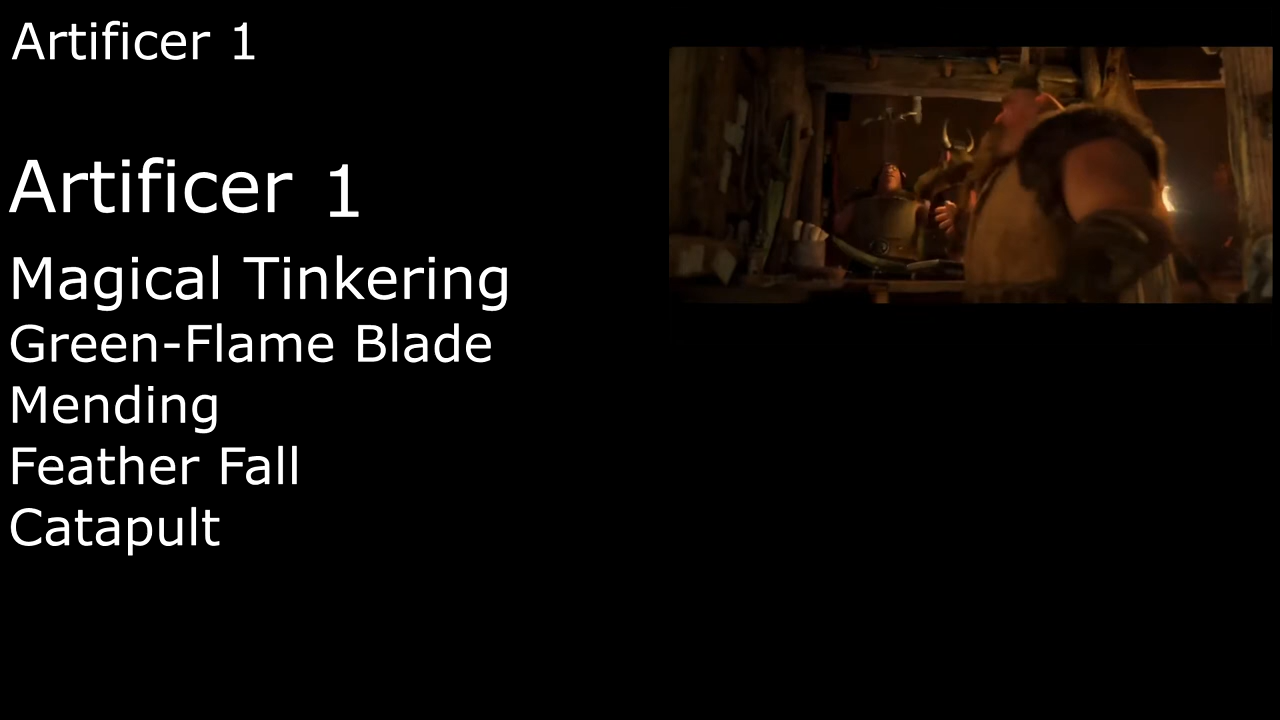 Artificer 1
Artificer 1
Magical Tinkering
Green-Flame Blade
Mending
Feather Fall
Catapult